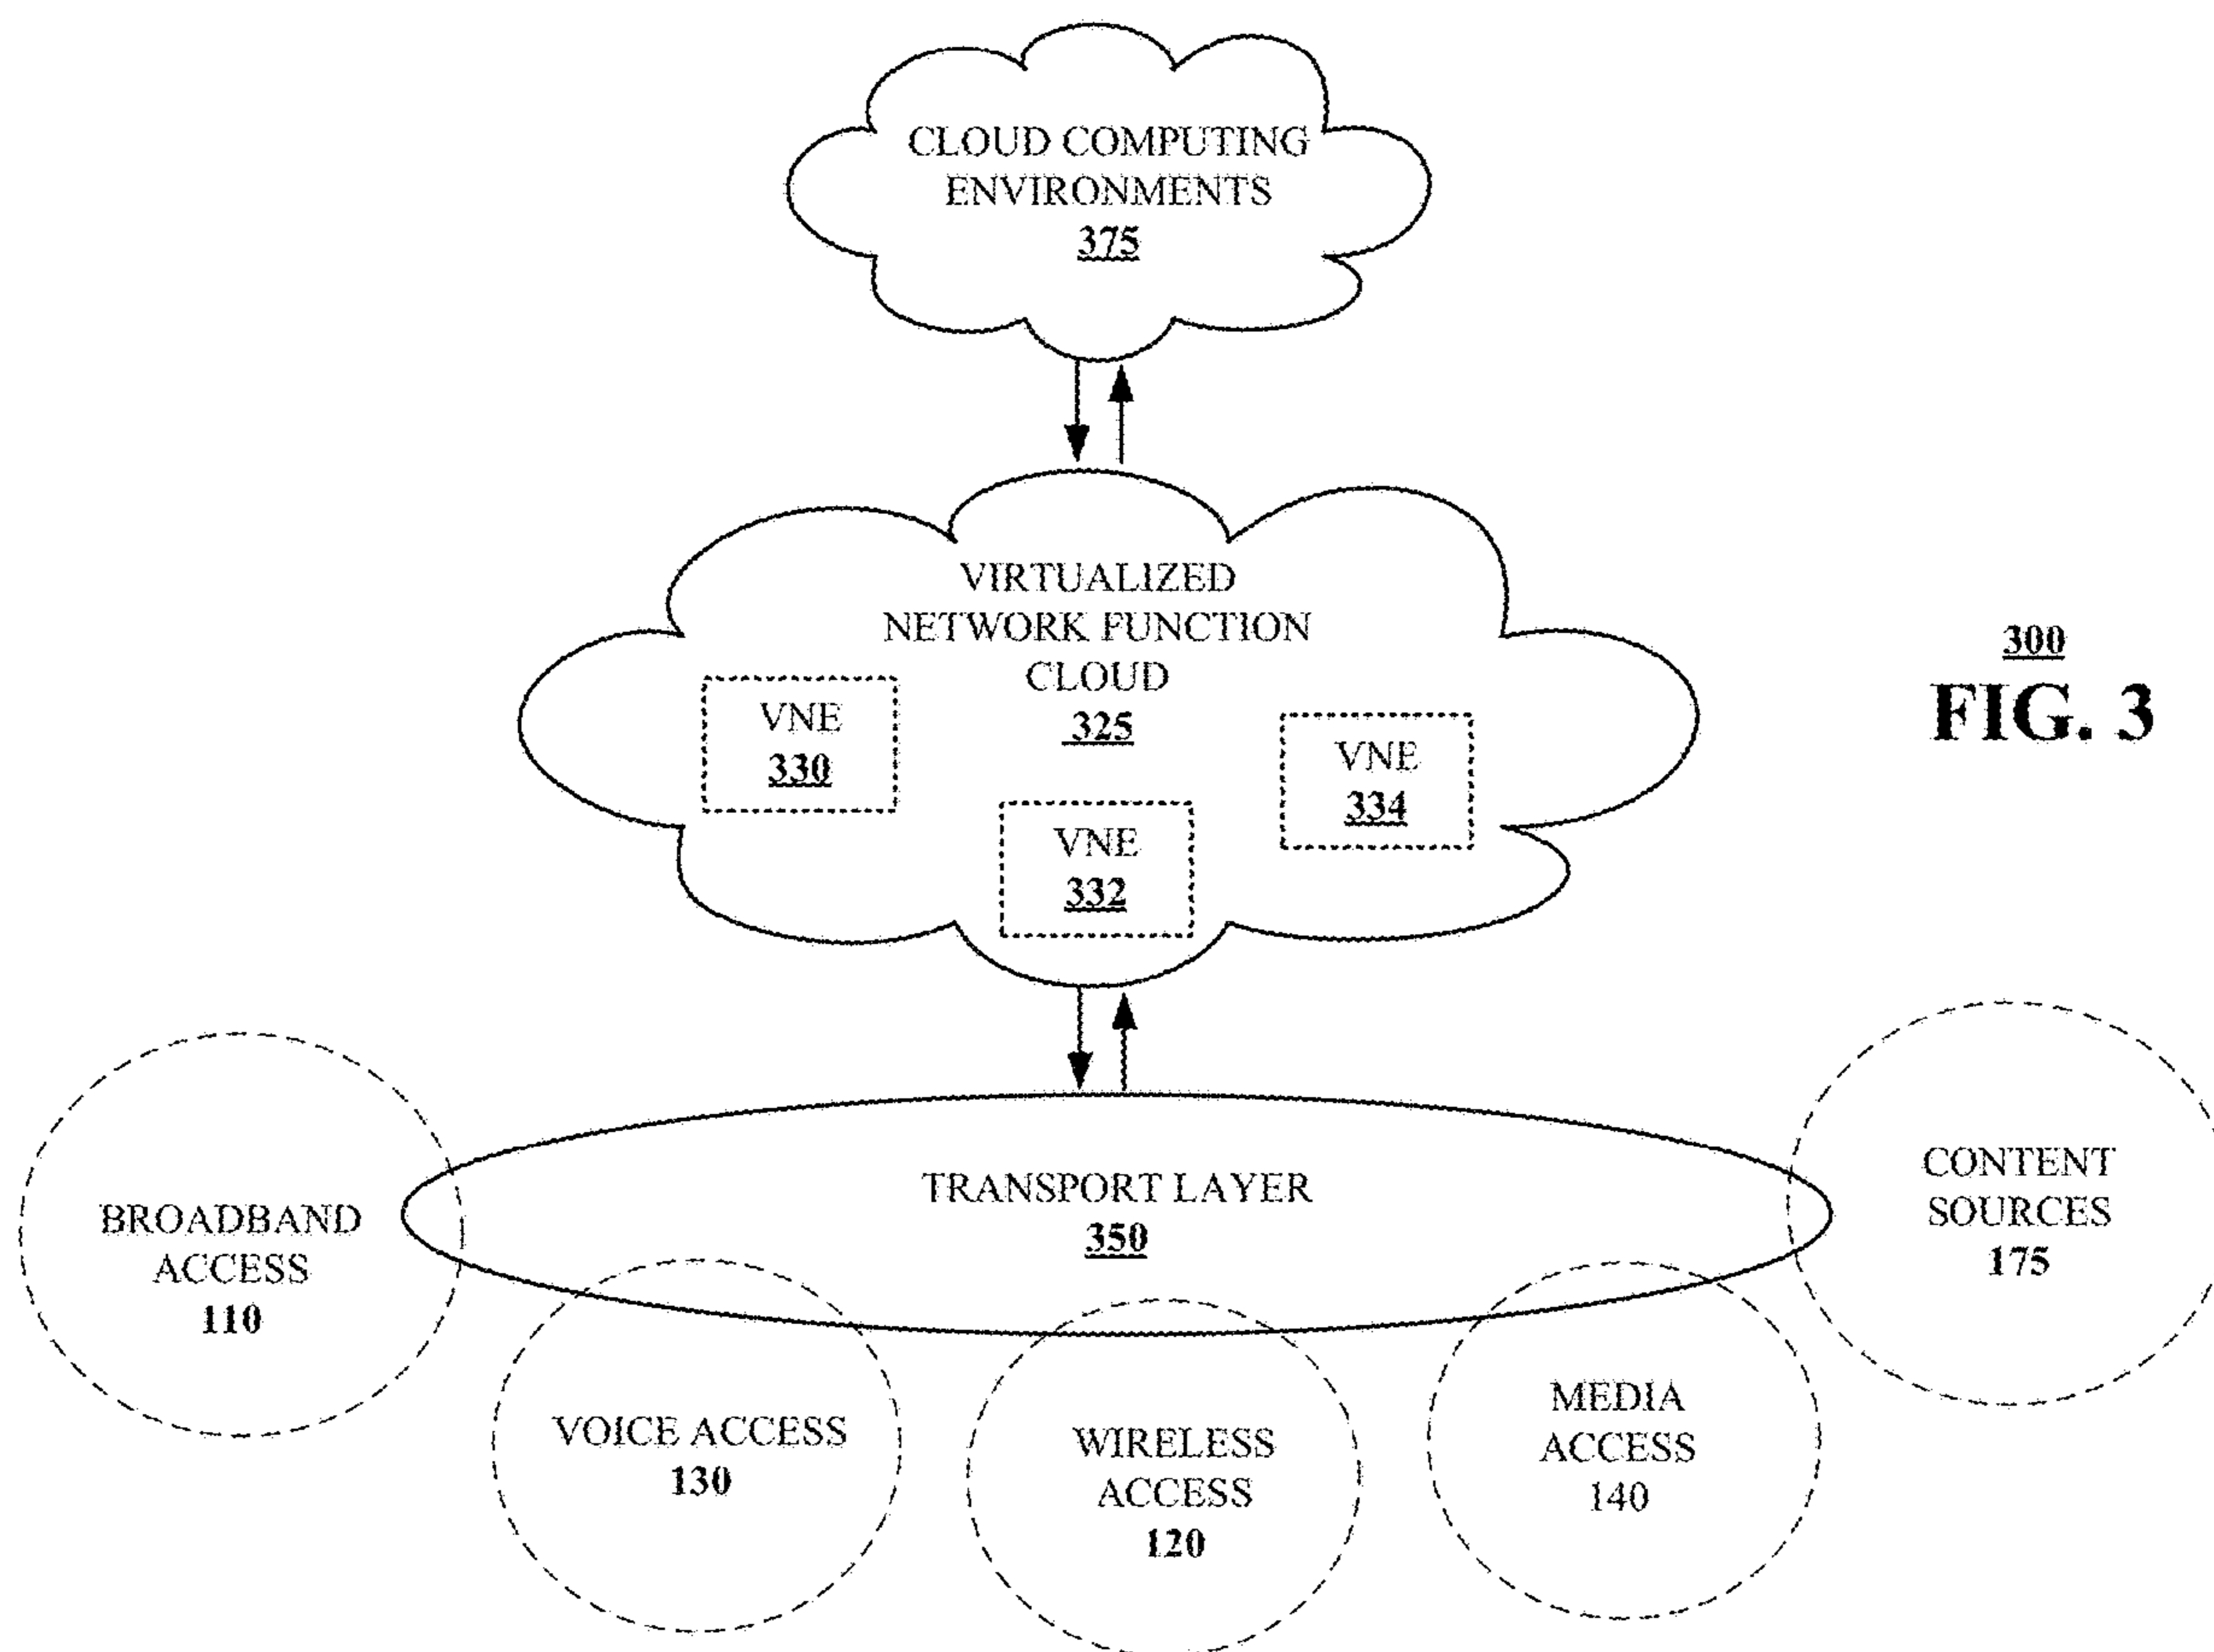 CLOUD COMPUTING
ENVIRONMENTS
375
VIRTUALIZED
NETWORK FUNCTION
CLOUD
325
VNE
330
VNE
332
VNE
334
300
FIG. 3
TRANSPORT LAYER
350
BROADBAND
ACCESS
110
VOICE ACCESS
130
WIRELESS
ACCESS
120
MEDIA
ACCESS
140
CONTENT
SOURCES
175